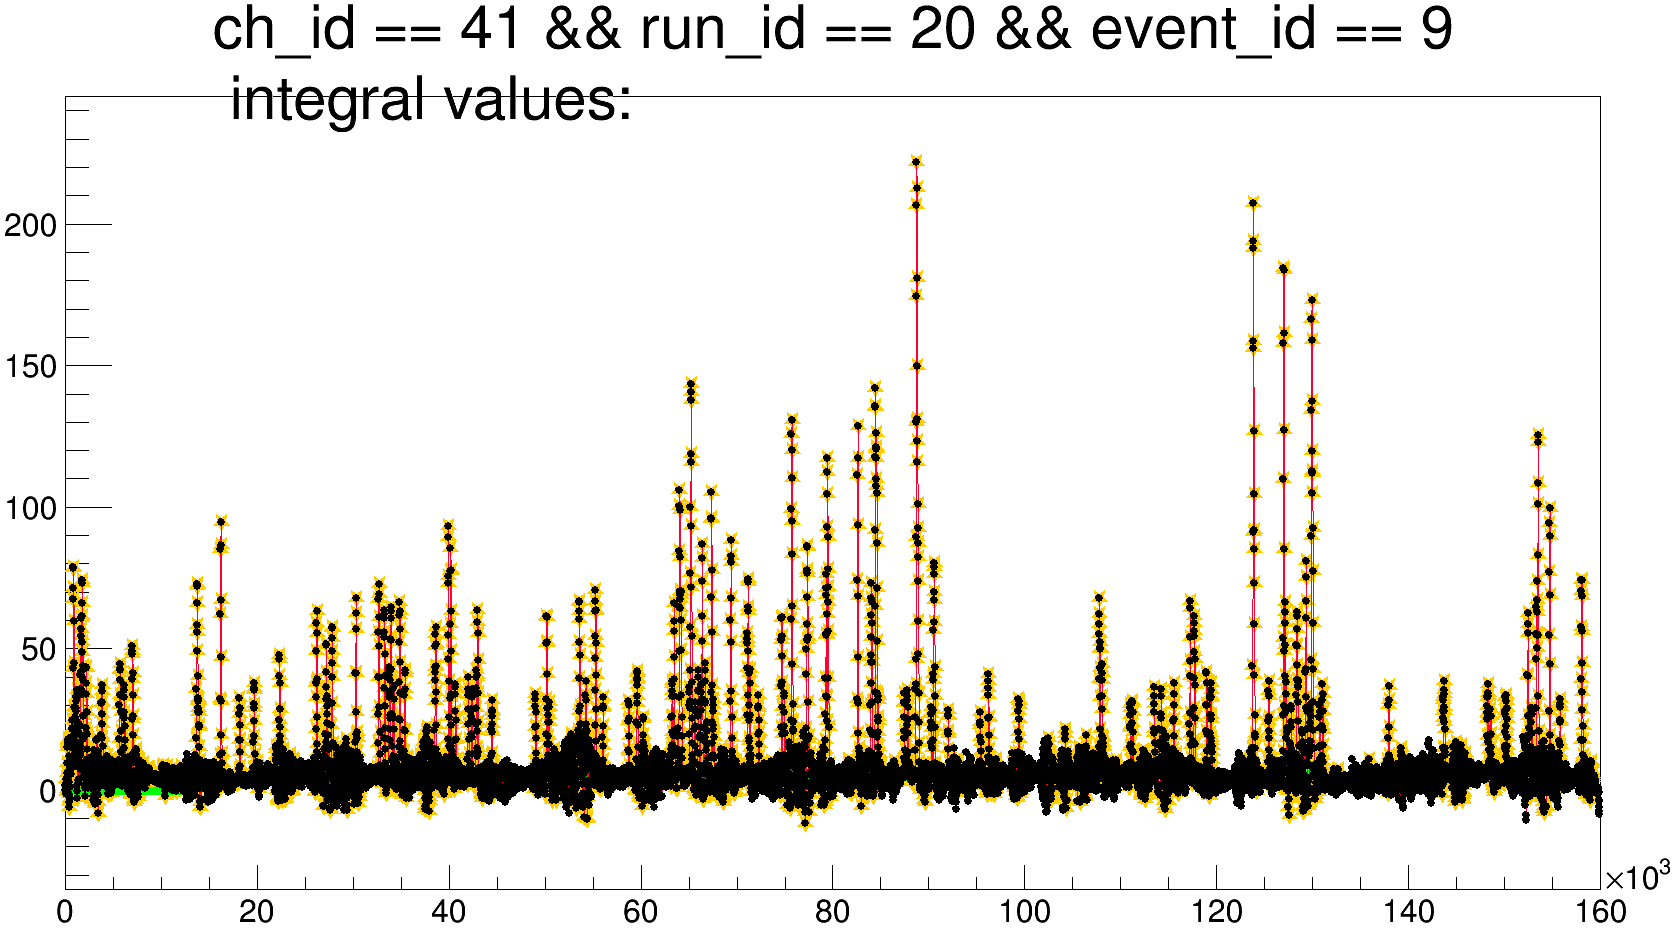 ch_id == 41 && run_id == 20 && event_id == 9
integral values:
200
150
100
50
0
×10³
0 20 40 60 80 100 120 140 160